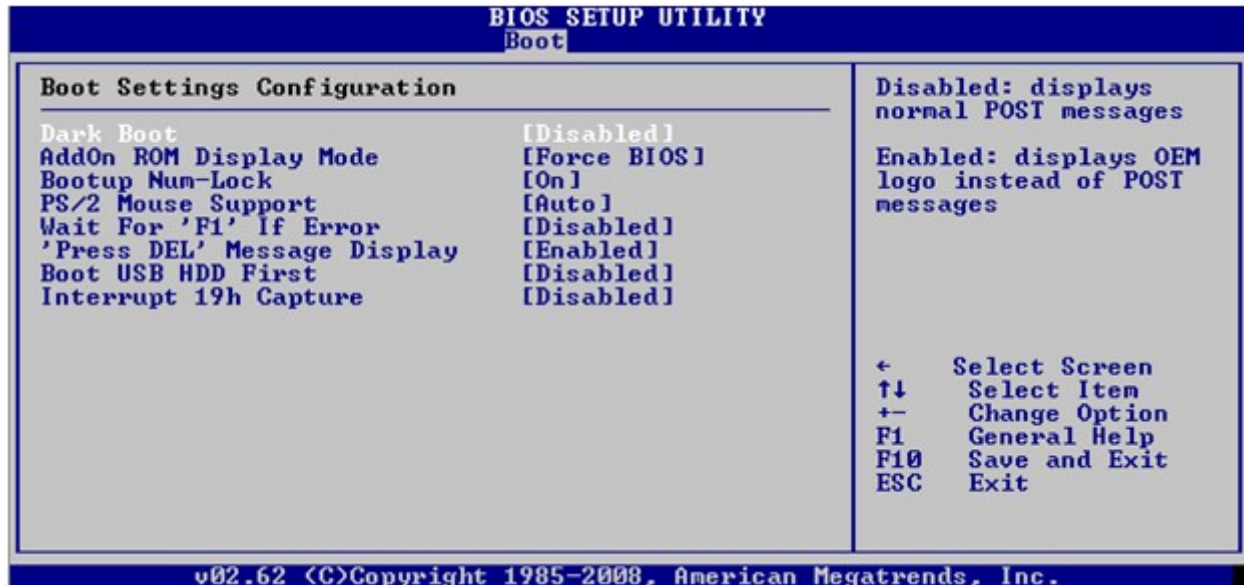 BIOS SETUP UTILITY
Boot
Boot Settings Configuration
Dark Boot [Disabled]
AddOn ROM Display Mode [Force BIOS]
Bootup Num-Lock [On]
PS/2 Mouse Support [Auto]
Wait For 'F1' If Error [Disabled]
'Press DEL' Message Display [Enabled]
Boot USB HDD First [Disabled]
Interrupt 19h Capture [Disabled]
Disabled: displays
normal POST messages
Enabled: displays OEM
logo instead of POST
messages
← Select Screen
↑↓ Select Item
+- Change Option
F1 General Help
F10 Save and Exit
ESC Exit
v02.62 (C)Copyright 1985-2008, American Megatrends, Inc.